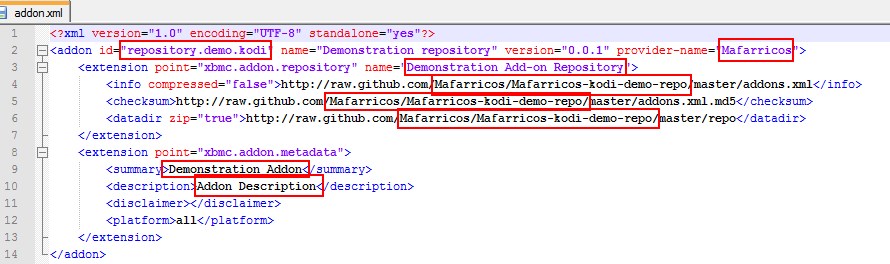 addon.xml
1 <?xml version="1.0" encoding="UTF-8" standalone="yes"?>
2 <addon id="repository.demo.kodi" name="Demonstration repository" version="0.0.1" provider-name="Mafarricos">
3 <extension point="xbmc.addon.repository" name="Demonstration Add-on Repository">
4 <info compressed="false">http://raw.github.com/Mafarricos/Mafarricos-kodi-demo-repo/master/addons.xml</info>
5 <checksum>http://raw.github.com/Mafarricos/Mafarricos-kodi-demo-repo/master/addons.xml.md5</checksum>
6 <datadir zip="true">http://raw.github.com/Mafarricos/Mafarricos-kodi-demo-repo/master/repo</datadir>
7 </extension>
8 <extension point="xbmc.addon.metadata">
9 <summary>Demonstration Addon</summary>
10 <description>Addon Description</description>
11 <disclaimer></disclaimer>
12 <platform>all</platform>
13 </extension>
14 </addon>